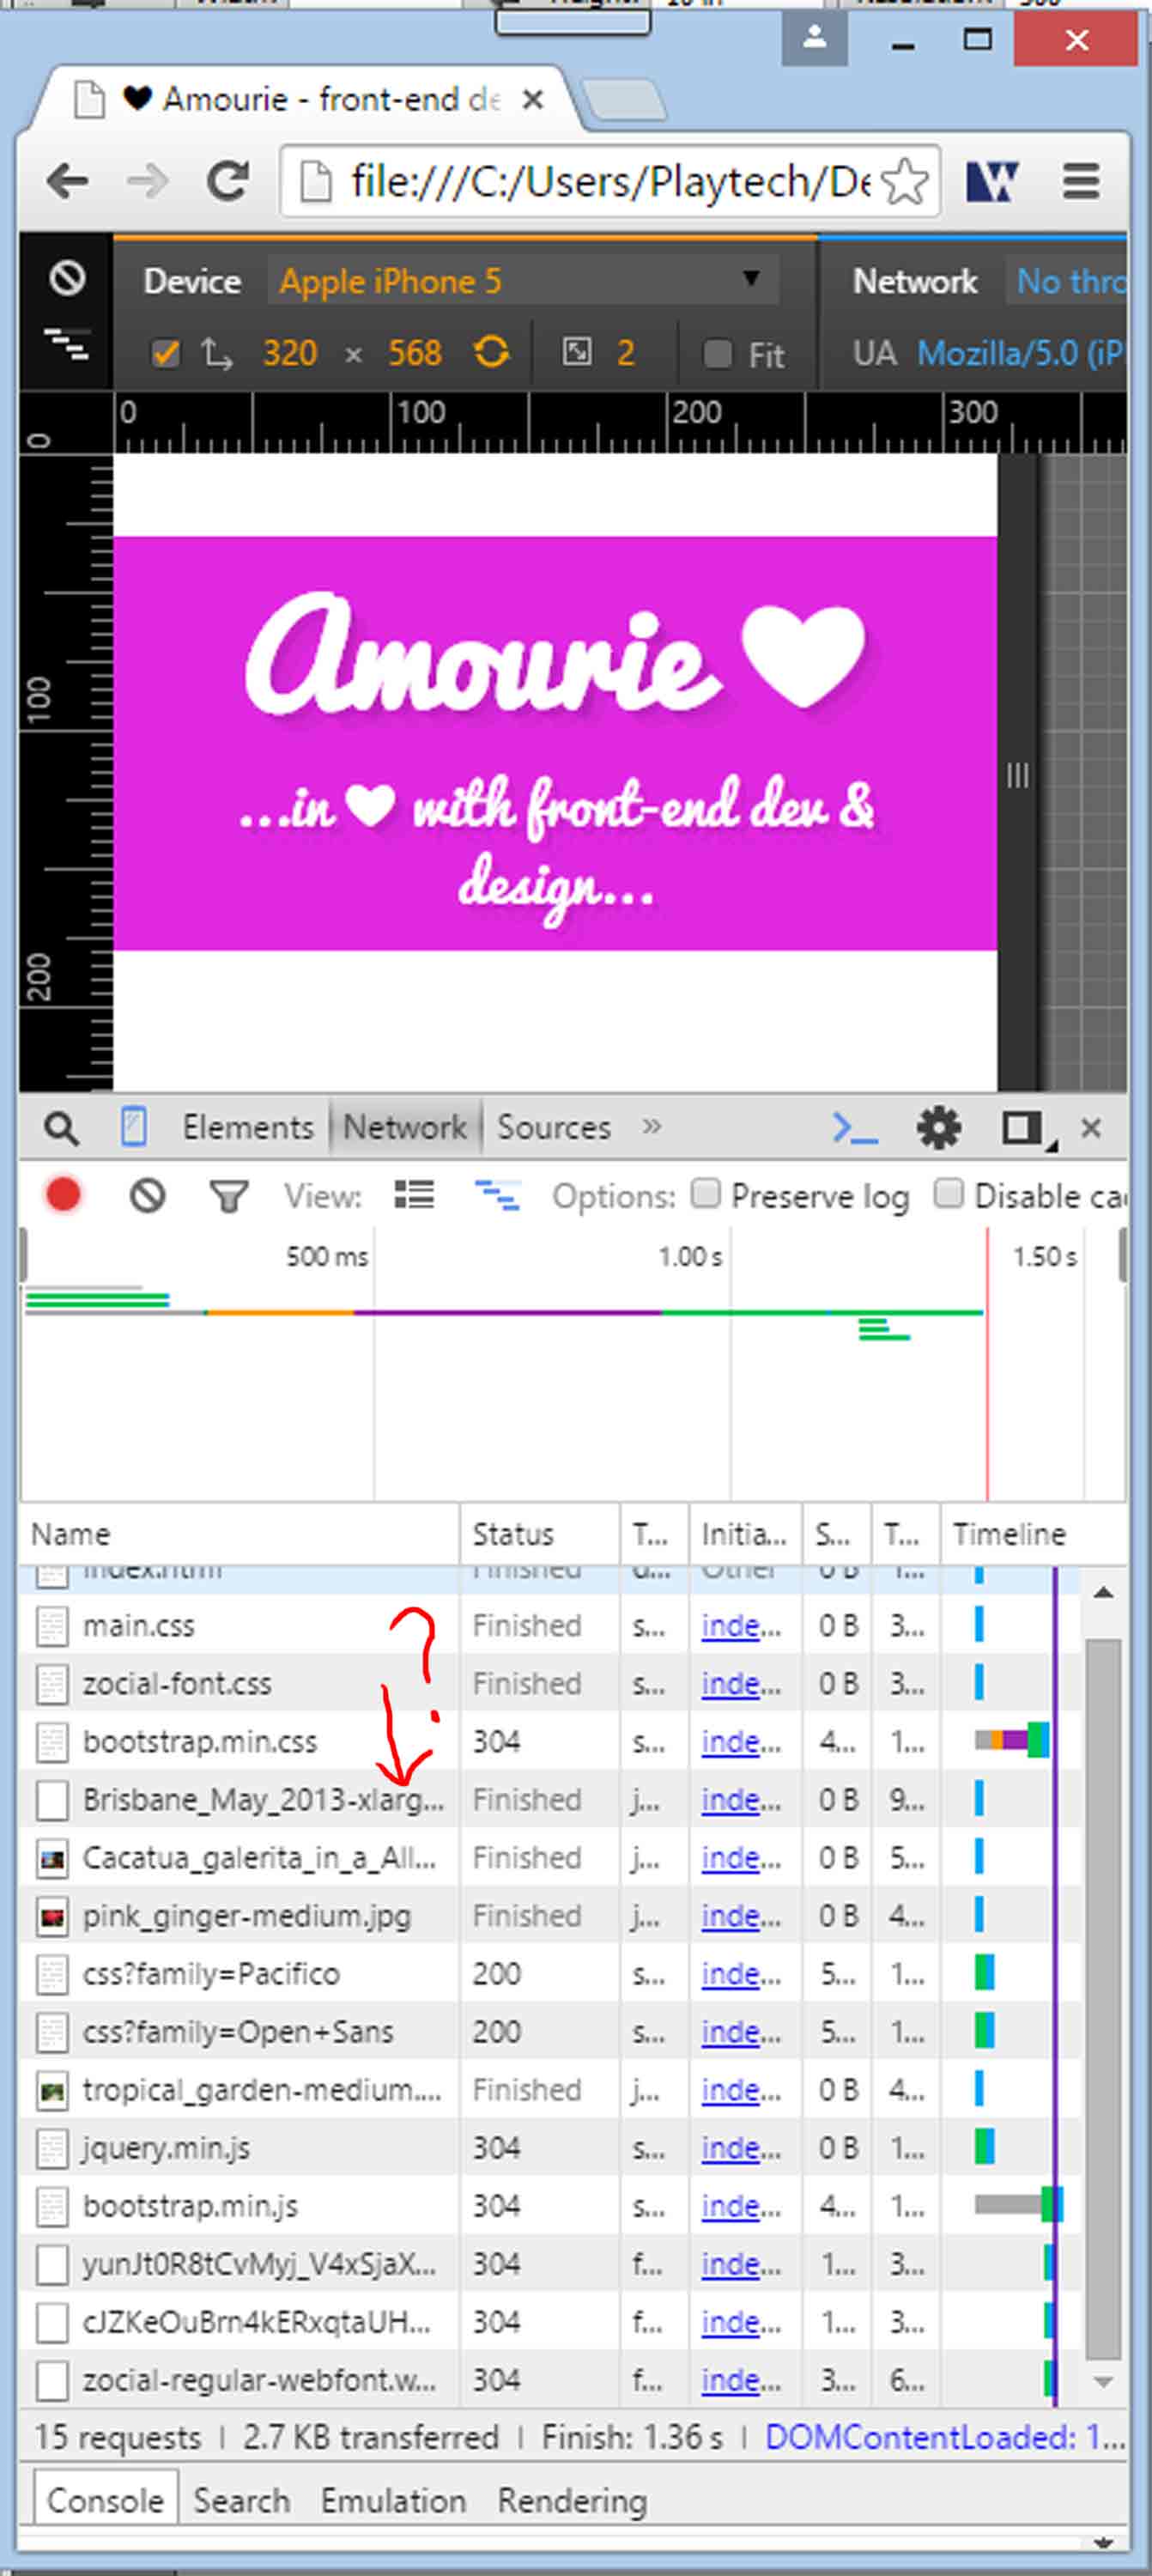 ♥ Amourie - front-end de
file:///C:/Users/Playtech/De
Device Apple iPhone 5 Network No thro
320 × 568 2 Fit UA Mozilla/5.0 (iP
0 100 200 300
0
100
200
Amourie ♥
...in ♥ with front-end dev &
design...
Elements Network Sources »
View: Options: Preserve log Disable ca
500 ms 1.00 s 1.50 s
Name Status T... Initia... S... T... Timeline
index.html Finished d... Other 0 B 1...
main.css Finished s... inde... 0 B 3...
zocial-font.css Finished s... inde... 0 B 3...
bootstrap.min.css 304 s... inde... 4... 1...
Brisbane_May_2013-xlarg... Finished j... inde... 0 B 9...
Cacatua_galerita_in_a_All... Finished j... inde... 0 B 5...
pink_ginger-medium.jpg Finished j... inde... 0 B 4...
css?family=Pacifico 200 s... inde... 5... 1...
css?family=Open+Sans 200 s... inde... 5... 1...
tropical_garden-medium.... Finished j... inde... 0 B 4...
jquery.min.js 304 s... inde... 0 B 1...
bootstrap.min.js 304 s... inde... 4... 1...
yunJt0R8tCvMyj_V4xSjaX... 304 f... inde... 1... 3...
cJZKeOuBrn4kERxqtaUH... 304 f... inde... 1... 3...
zocial-regular-webfont.w... 304 f... inde... 3... 6...
?
15 requests | 2.7 KB transferred | Finish: 1.36 s | DOMContentLoaded: 1...
Console Search Emulation Rendering